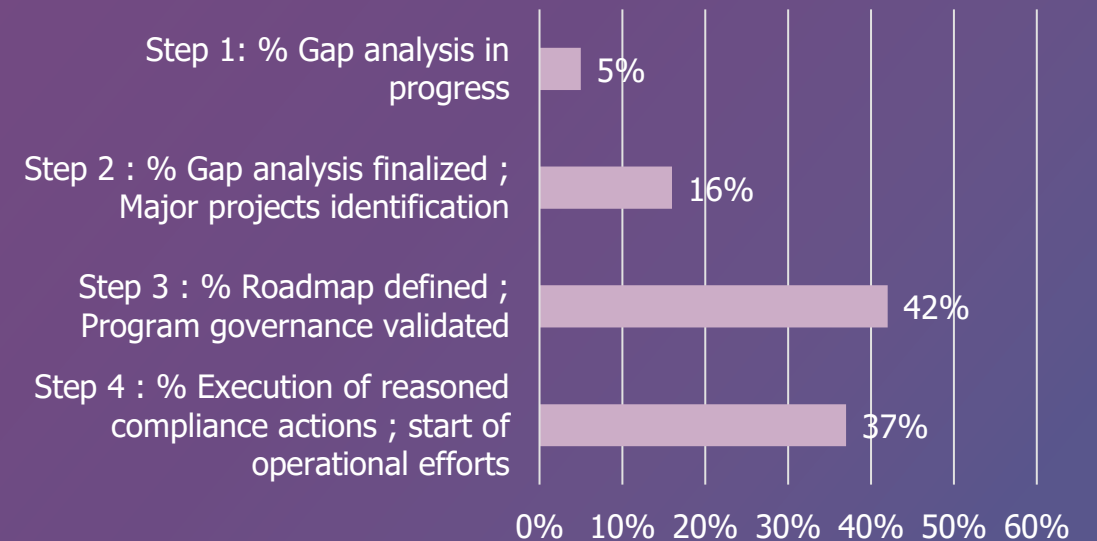 Step 1: % Gap analysis in
progress
5%
Step 2 : % Gap analysis finalized ;
Major projects identification
16%
Step 3 : % Roadmap defined ;
Program governance validated
42%
Step 4 : % Execution of reasoned
compliance actions ; start of
operational efforts
37%
0% 10% 20% 30% 40% 50% 60%